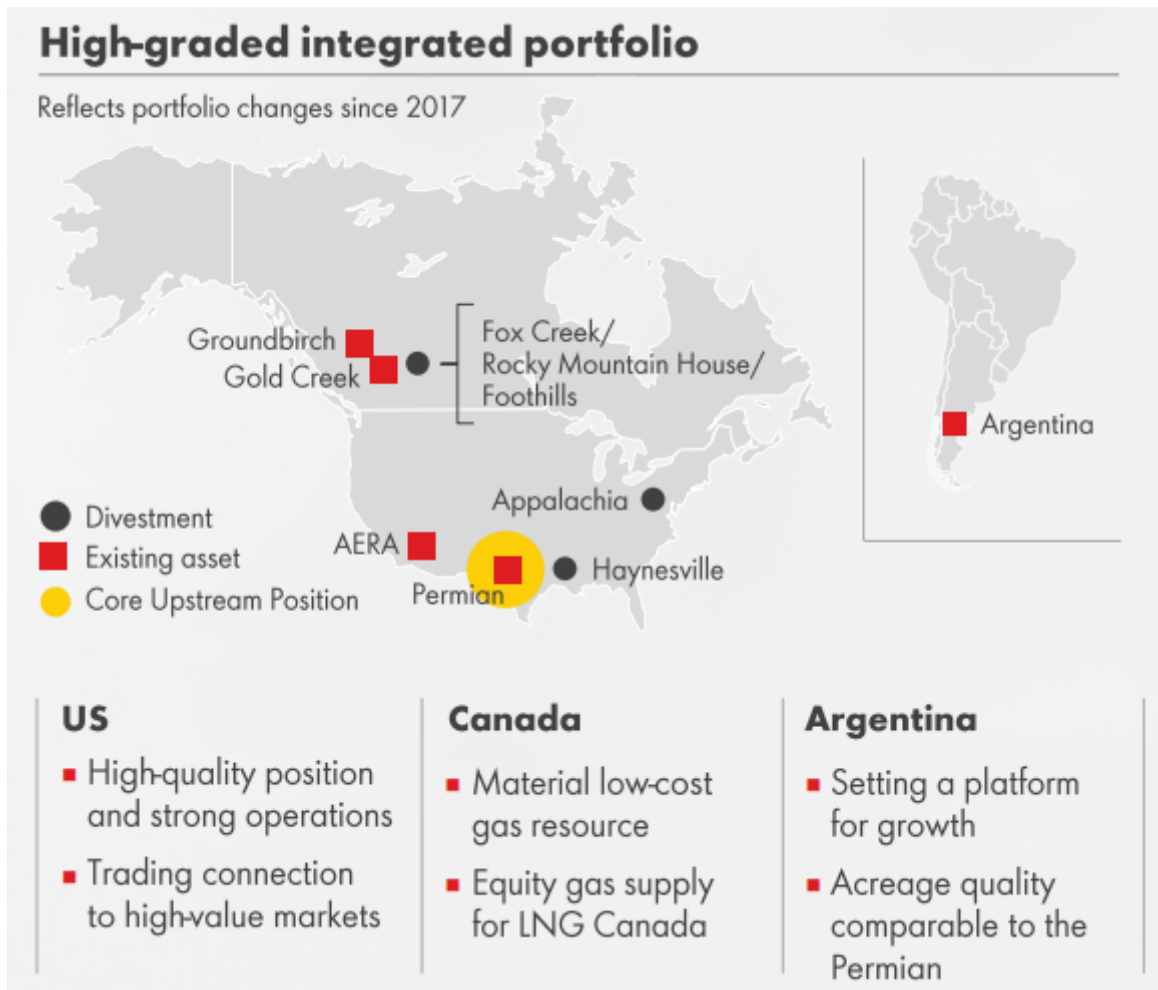 High-graded integrated portfolio
Reflects portfolio changes since 2017
Groundbirch
Gold Creek
Fox Creek/
Rocky Mountain House/
Foothills
Argentina
Appalachia
AERA
Haynesville
Permian
Divestment
Existing asset
Core Upstream Position
US
High-quality position
and strong operations
Trading connection
to high-value markets
Canada
Material low-cost
gas resource
Equity gas supply
for LNG Canada
Argentina
Setting a platform
for growth
Acreage quality
comparable to the
Permian